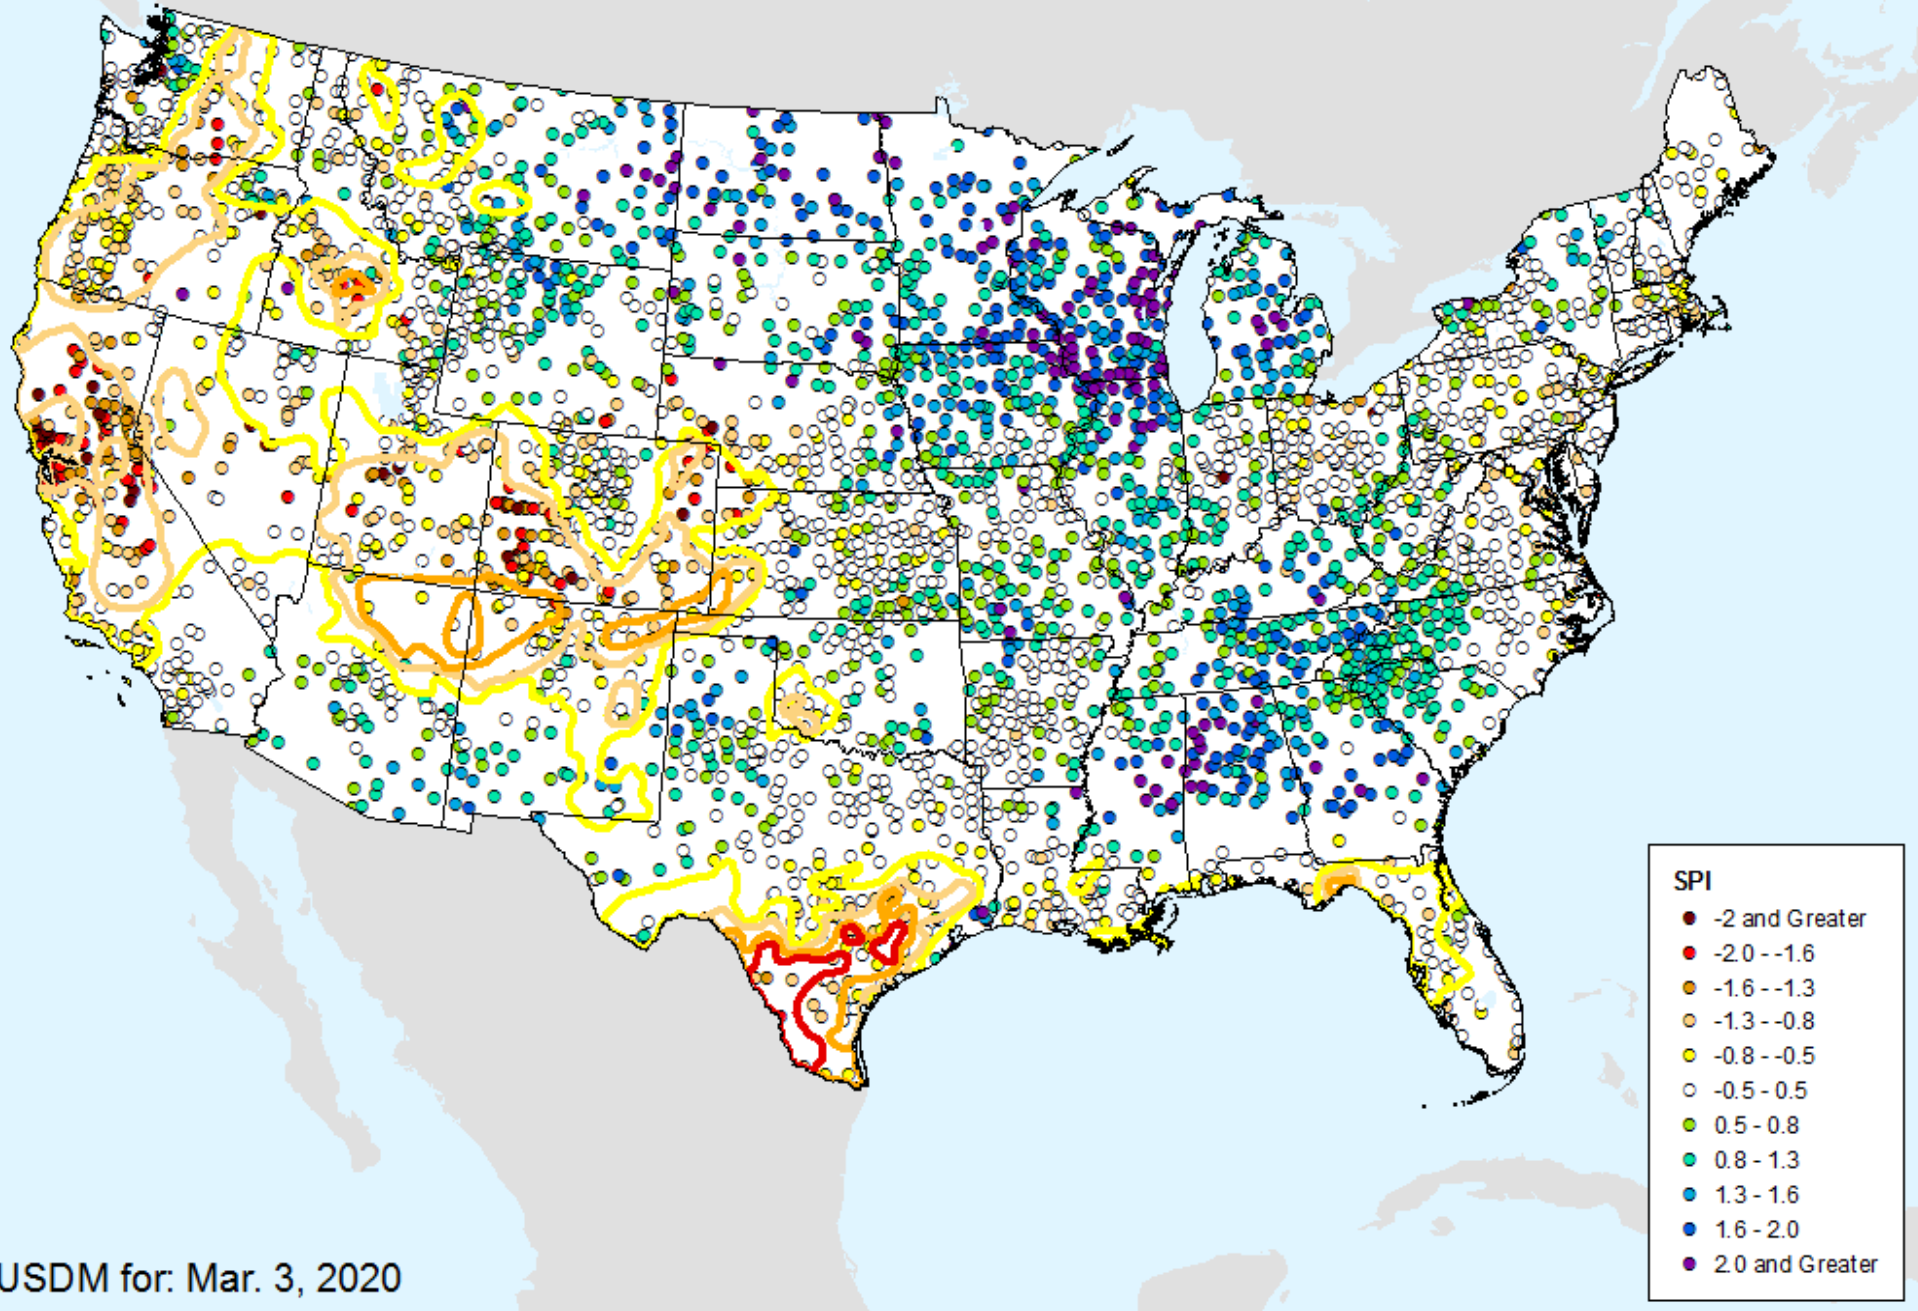 SPI
-2 and Greater
-2.0 - -1.6
-1.6 - -1.3
-1.3 - -0.8
-0.8 - -0.5
-0.5 - 0.5
0.5 - 0.8
0.8 - 1.3
1.3 - 1.6
1.6 - 2.0
2.0 and Greater
USDM for: Mar. 3, 2020